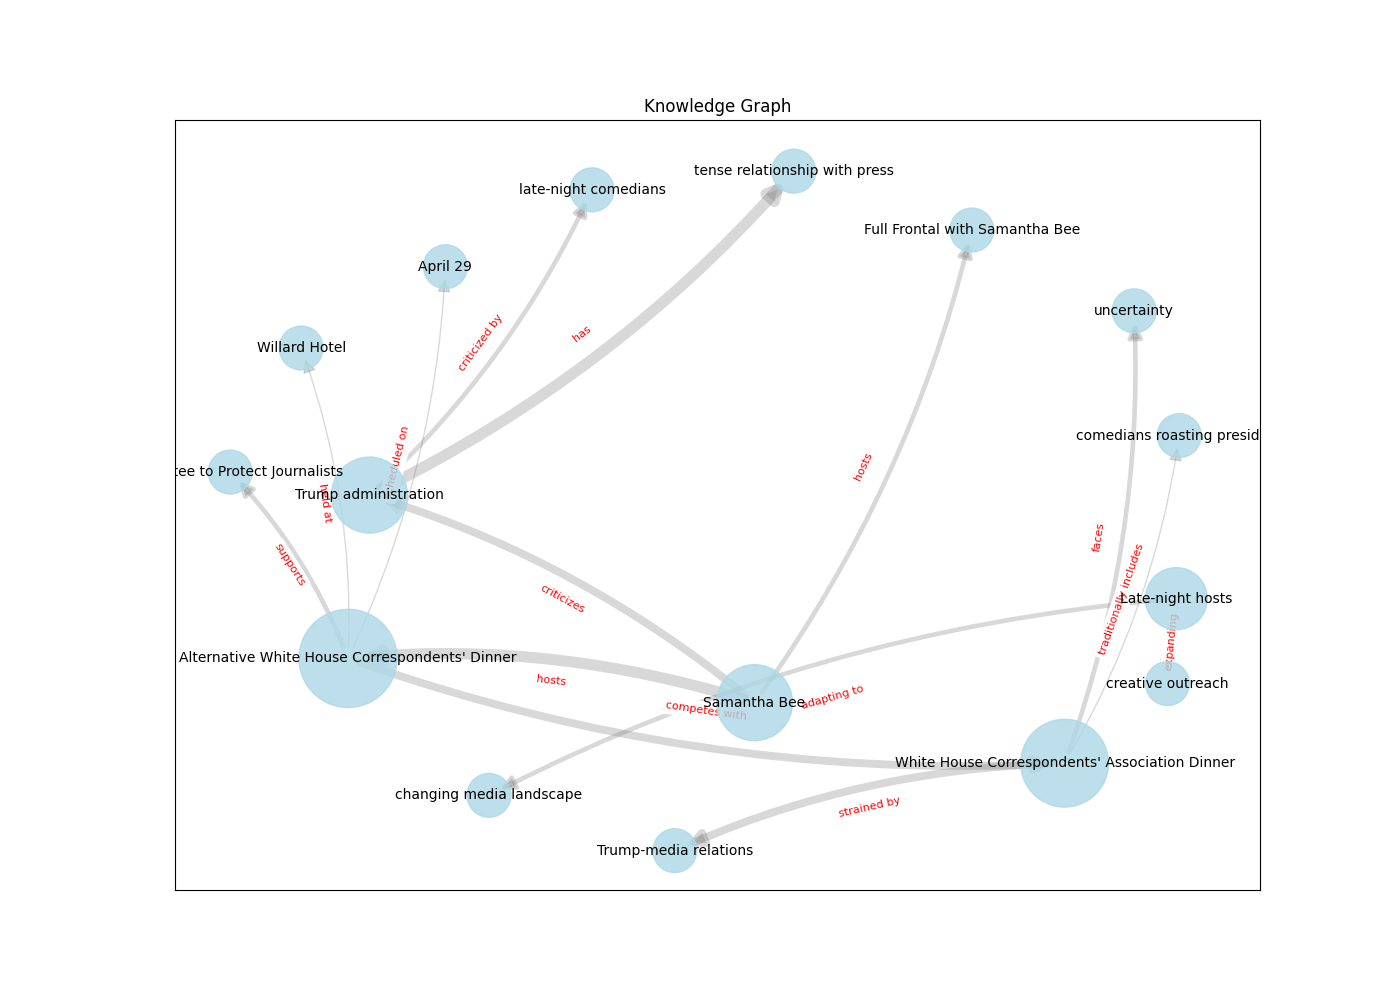 Knowledge Graph
tense relationship with press
late-night comedians
Full Frontal with Samantha Bee
April 29
uncertainty
criticized by
has
Willard Hotel
comedians roasting presid
hosts
tee to Protect Journalists
Trump administration
held at
faces
supports
criticizes
traditionally includes
Late-night hosts
expanding
Alternative White House Correspondents' Dinner
hosts
creative outreach
adapting to
Samantha Bee
competes with
White House Correspondents' Association Dinner
changing media landscape
strained by
Trump-media relations